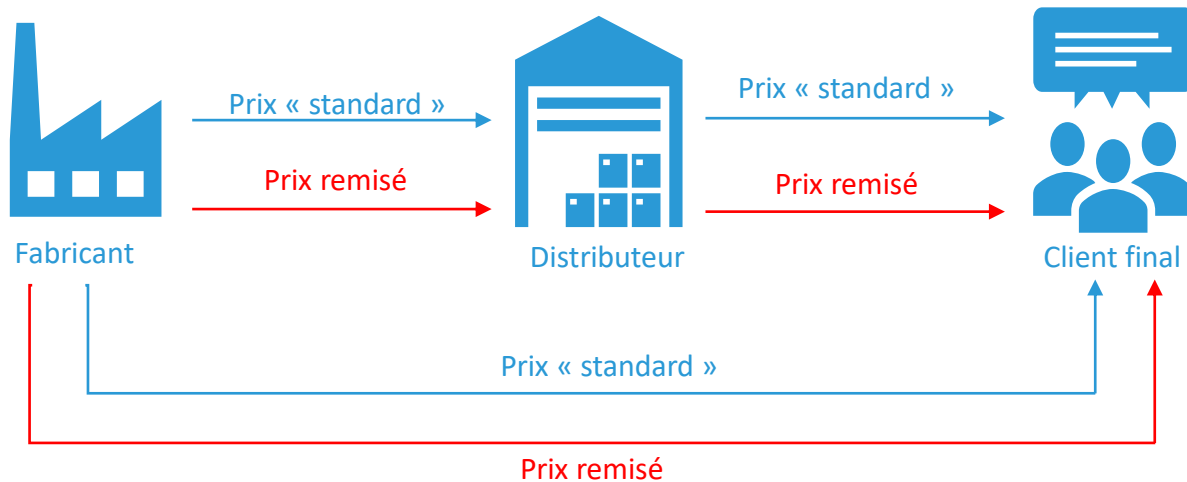 Prix « standard »
Prix « standard »
Prix remisé
Prix remisé
Fabricant
Distributeur
Client final
Prix « standard »
Prix remisé